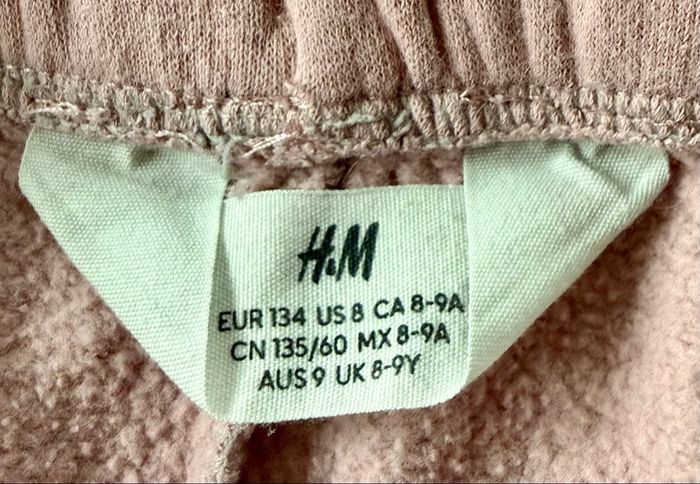 H&M
EUR 134 US 8 CA 8-9A
CN 135/60 MX 8-9A
AUS 9 UK 8-9Y